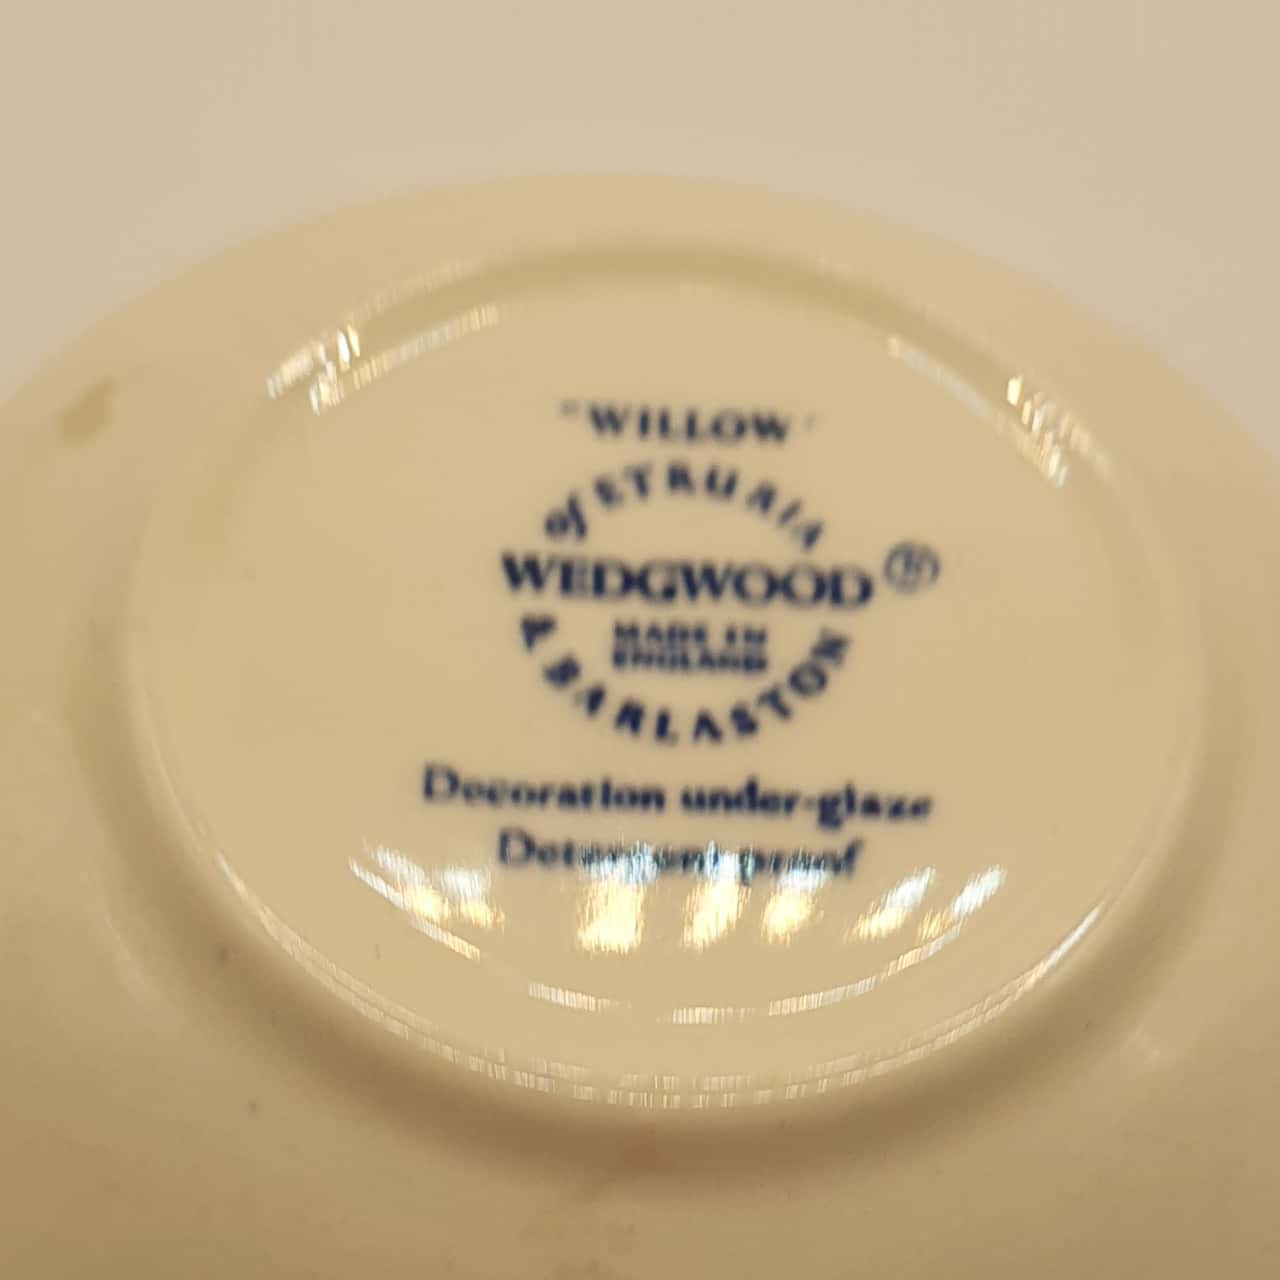 "WILLOW"
of ETRURIA
WEDGWOOD ®
MADE IN
ENGLAND
& BARLASTON
Decoration under-glaze
Detergent proof